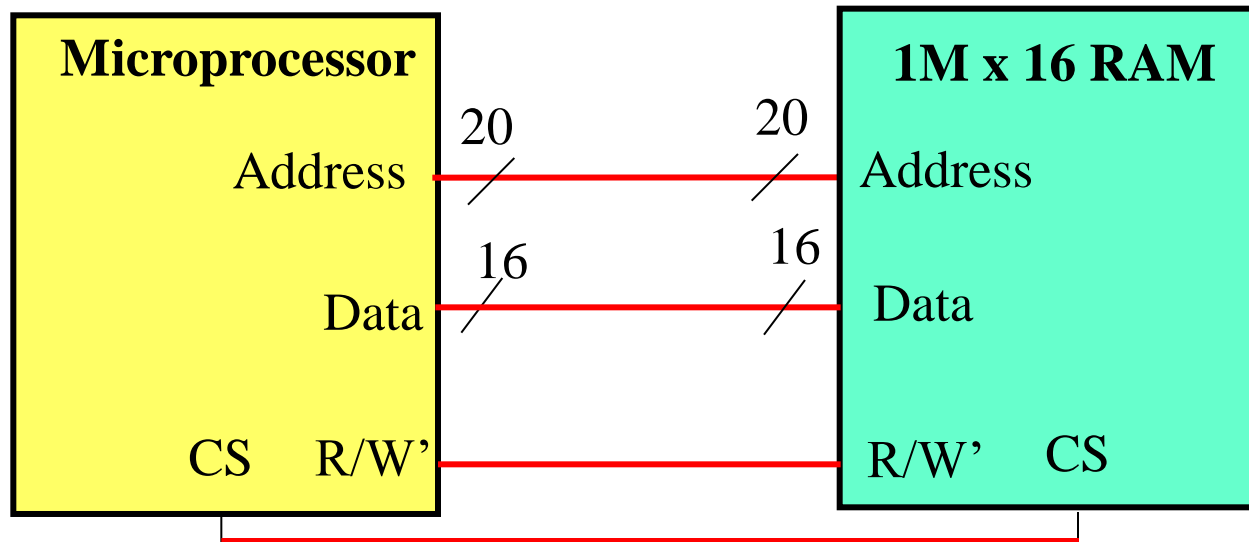 Microprocessor
1M x 16 RAM
20
20
Address
Address
16
16
Data
Data
CS
R/W’
R/W’
CS